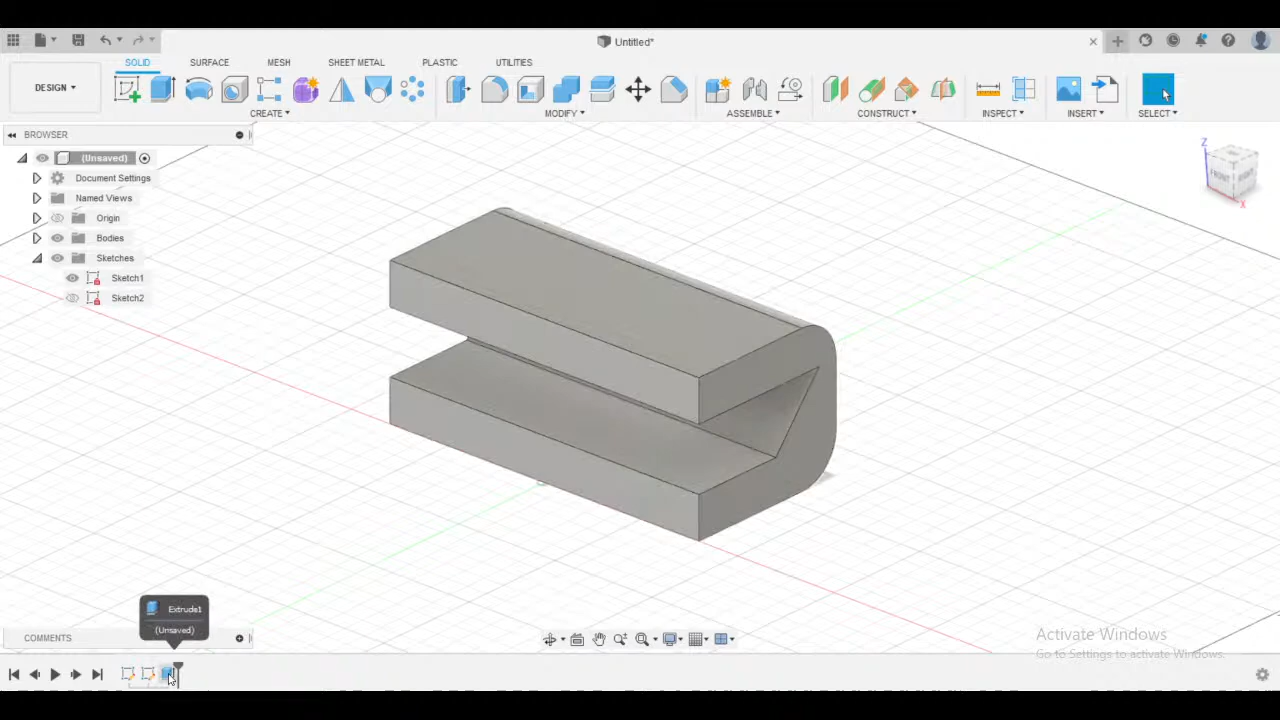 Untitled*
SOLID SURFACE MESH SHEET METAL PLASTIC UTILITIES
DESIGN
CREATE MODIFY ASSEMBLE CONSTRUCT INSPECT INSERT SELECT
BROWSER
(Unsaved)
Document Settings
Named Views
Origin
Bodies
Sketches
Sketch1
Sketch2
Z
FRONT RIGHT
X
Extrude1
(Unsaved)
COMMENTS
Activate Windows
Go to Settings to activate Windows.